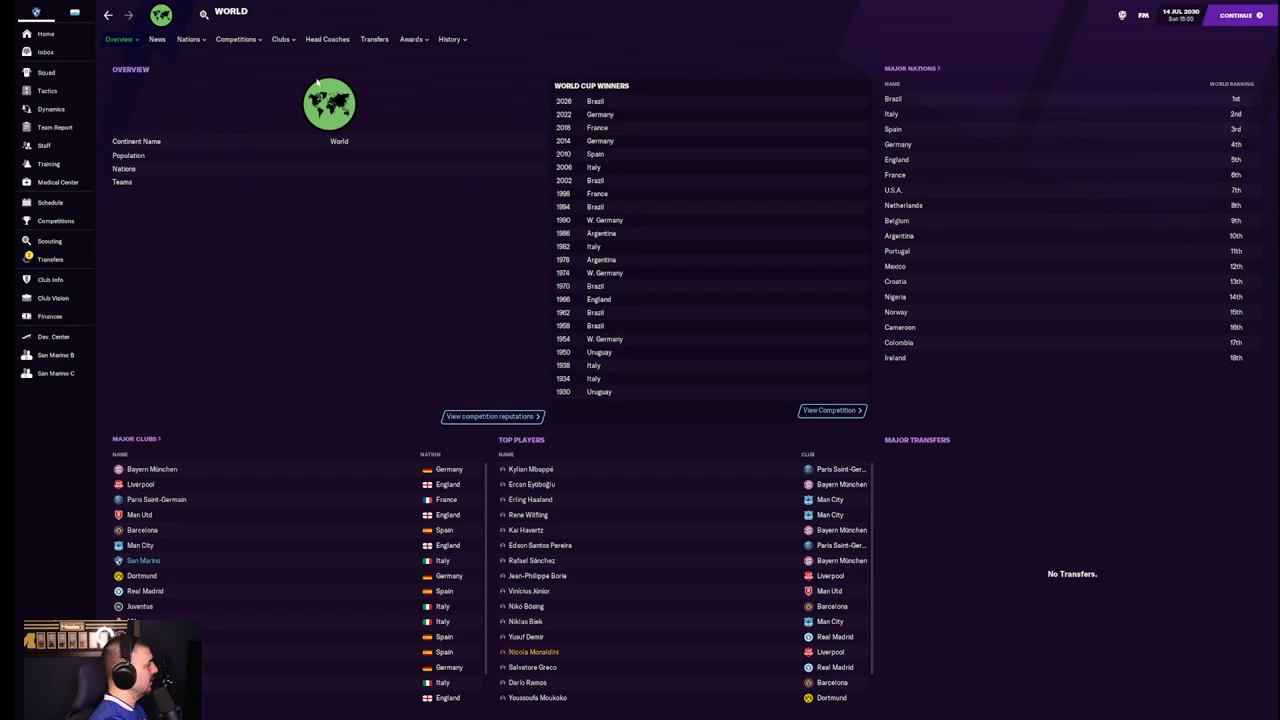 WORLD
FM
14 JUL 2030
Sun 15:00
CONTINUE
Overview
News
Nations
Competitions
Clubs
Head Coaches
Transfers
Awards
History
Home
Inbox
Squad
Tactics
Dynamics
Team Report
Staff
Training
Medical Center
Schedule
Competitions
Scouting
Transfers
Club Info
Club Vision
Finances
Dev. Center
San Marino B
San Marino C
OVERVIEW
Continent Name World
Population
Nations
Teams
View competition reputations
WORLD CUP WINNERS
2026 Brazil
2022 Germany
2018 France
2014 Germany
2010 Spain
2006 Italy
2002 Brazil
1998 France
1994 Brazil
1990 W. Germany
1986 Argentina
1982 Italy
1978 Argentina
1974 W. Germany
1970 Brazil
1966 England
1962 Brazil
1958 Brazil
1954 W. Germany
1950 Uruguay
1938 Italy
1934 Italy
1930 Uruguay
View Competition
MAJOR NATIONS
NAME WORLD RANKING
Brazil 1st
Italy 2nd
Spain 3rd
Germany 4th
England 5th
France 6th
U.S.A. 7th
Netherlands 8th
Belgium 9th
Argentina 10th
Portugal 11th
Mexico 12th
Croatia 13th
Nigeria 14th
Norway 15th
Cameroon 16th
Colombia 17th
Ireland 18th
MAJOR CLUBS
NAME NATION
Bayern München Germany
Liverpool England
Paris Saint-Germain France
Man Utd England
Barcelona Spain
Man City England
San Marino Italy
Dortmund Germany
Real Madrid Spain
Juventus Italy
Italy
Spain
Spain
Germany
Italy
England
TOP PLAYERS
NAME CLUB
Kylian Mbappé Paris Saint-Ger...
Ercan Eyüboğlu Bayern München
Erling Haaland Man City
Rene Wilfling Man City
Kai Havertz Bayern München
Edson Santos Pereira Paris Saint-Ger...
Rafael Sánchez Bayern München
Jean-Philippe Borie Liverpool
Vinícius Júnior Man Utd
Niko Bösing Barcelona
Niklas Biek Man City
Yusuf Demir Real Madrid
Nicola Monaldini Liverpool
Salvatore Greco Real Madrid
Darío Ramos Barcelona
Youssoufa Moukoko Dortmund
MAJOR TRANSFERS
No Transfers.